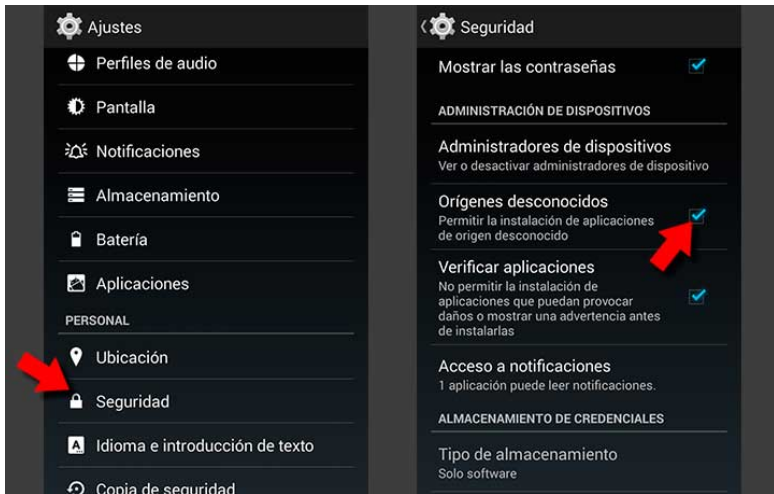 Ajustes
Perfiles de audio
Pantalla
Notificaciones
Almacenamiento
Batería
Aplicaciones
PERSONAL
Ubicación
Seguridad
Idioma e introducción de texto
Copia de seguridad
Seguridad
Mostrar las contraseñas
ADMINISTRACIÓN DE DISPOSITIVOS
Administradores de dispositivos
Ver o desactivar administradores de dispositivo
Orígenes desconocidos
Permitir la instalación de aplicaciones
de origen desconocido
Verificar aplicaciones
No permitir la instalación de
aplicaciones que puedan provocar
daños o mostrar una advertencia antes
de instalarlas
Acceso a notificaciones
1 aplicación puede leer notificaciones.
ALMACENAMIENTO DE CREDENCIALES
Tipo de almacenamiento
Solo software